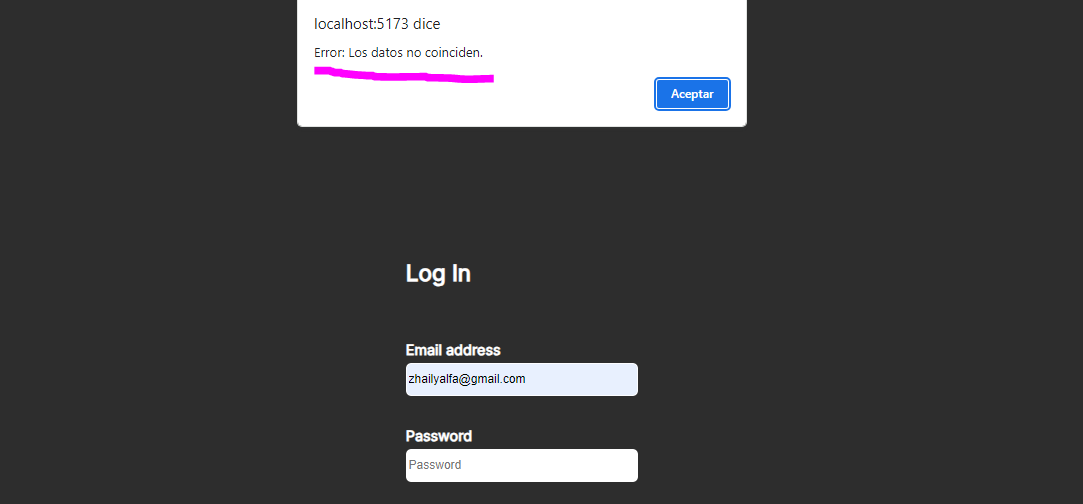 localhost:5173 dice
Error: Los datos no coinciden.
Aceptar
Log In
Email address
zhailyalfa@gmail.com
Password
Password